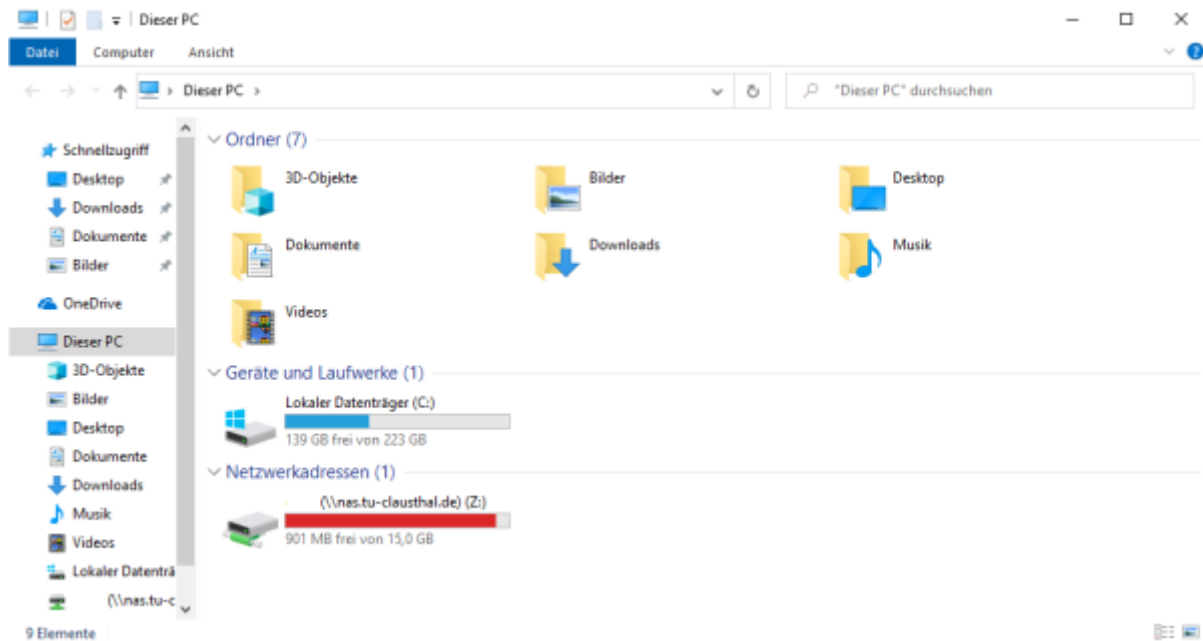 Dieser PC
Datei Computer Ansicht
Dieser PC
"Dieser PC" durchsuchen
Schnellzugriff
Desktop
Downloads
Dokumente
Bilder
OneDrive
Dieser PC
3D-Objekte
Bilder
Desktop
Dokumente
Downloads
Musik
Videos
Lokaler Datenträ
(\\nas.tu-c
Ordner (7)
3D-Objekte
Bilder
Desktop
Dokumente
Downloads
Musik
Videos
Geräte und Laufwerke (1)
Lokaler Datenträger (C:)
139 GB frei von 223 GB
Netzwerkadressen (1)
(\\nas.tu-clausthal.de) (Z:)
901 MB frei von 15,0 GB
9 Elemente